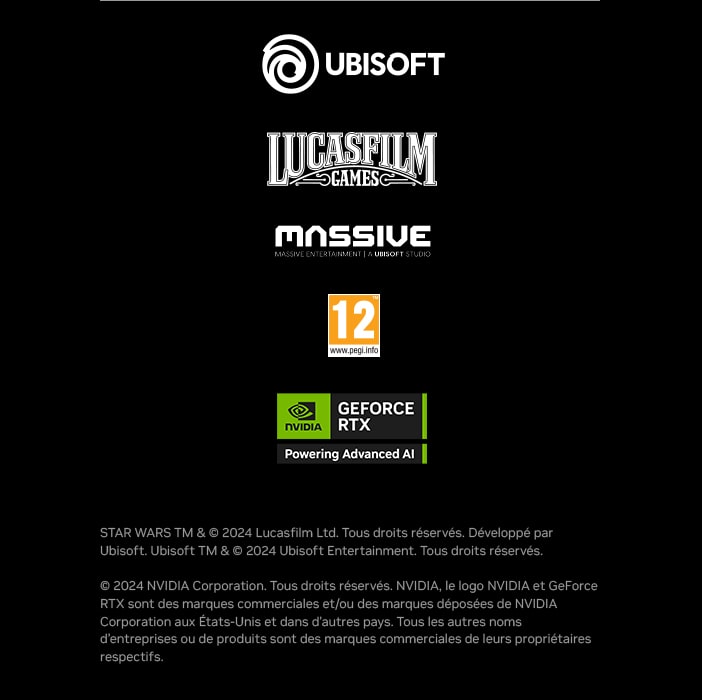 UBISOFT
LUCASFILM
GAMES
MASSIVE
MASSIVE ENTERTAINMENT | A UBISOFT STUDIO
12™
www.pegi.info
NVIDIA
GEFORCE
RTX
Powering Advanced AI
STAR WARS TM & © 2024 Lucasfilm Ltd. Tous droits réservés. Développé par
Ubisoft. Ubisoft TM & © 2024 Ubisoft Entertainment. Tous droits réservés.
© 2024 NVIDIA Corporation. Tous droits réservés. NVIDIA, le logo NVIDIA et GeForce
RTX sont des marques commerciales et/ou des marques déposées de NVIDIA
Corporation aux États-Unis et dans d'autres pays. Tous les autres noms
d'entreprises ou de produits sont des marques commerciales de leurs propriétaires
respectifs.